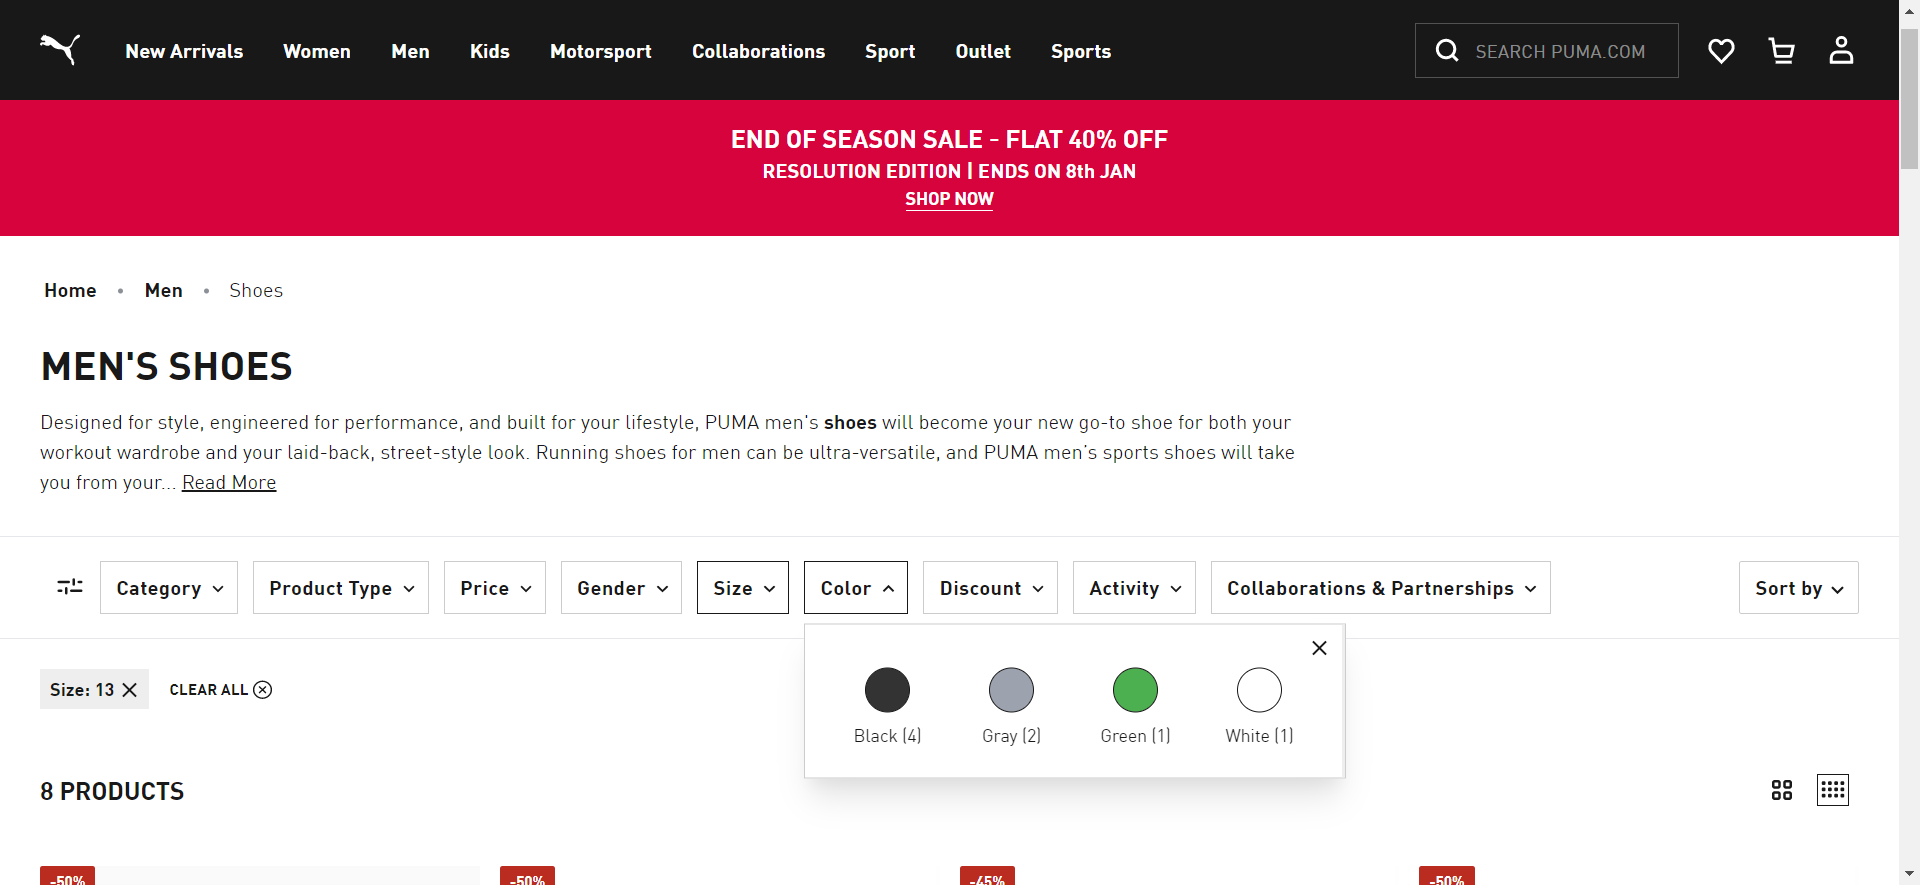 New Arrivals Women Men Kids Motorsport Collaborations Sport Outlet Sports SEARCH PUMA.COM
END OF SEASON SALE - FLAT 40% OFF
RESOLUTION EDITION | ENDS ON 8th JAN
SHOP NOW
Home • Men • Shoes
MEN'S SHOES
Designed for style, engineered for performance, and built for your lifestyle, PUMA men's shoes will become your new go-to shoe for both your
workout wardrobe and your laid-back, street-style look. Running shoes for men can be ultra-versatile, and PUMA men's sports shoes will take
you from your... Read More
Category Product Type Price Gender Size Color Discount Activity Collaborations & Partnerships Sort by
Size: 13 CLEAR ALL
Black (4) Gray (2) Green (1) White (1)
8 PRODUCTS
-50% -50% -45% -50%